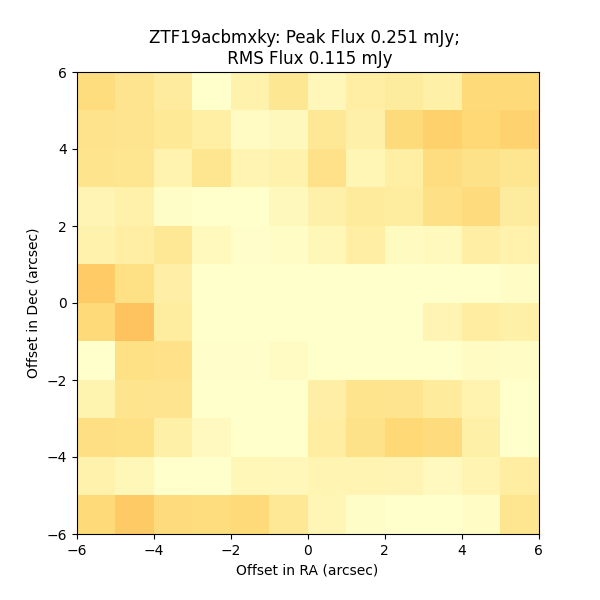 ZTF19acbmxky: Peak Flux 0.251 mJy;
RMS Flux 0.115 mJy
6
4
2
0
−2
−4
−6
Offset in Dec (arcsec)
−6 −4 −2 0 2 4 6
Offset in RA (arcsec)